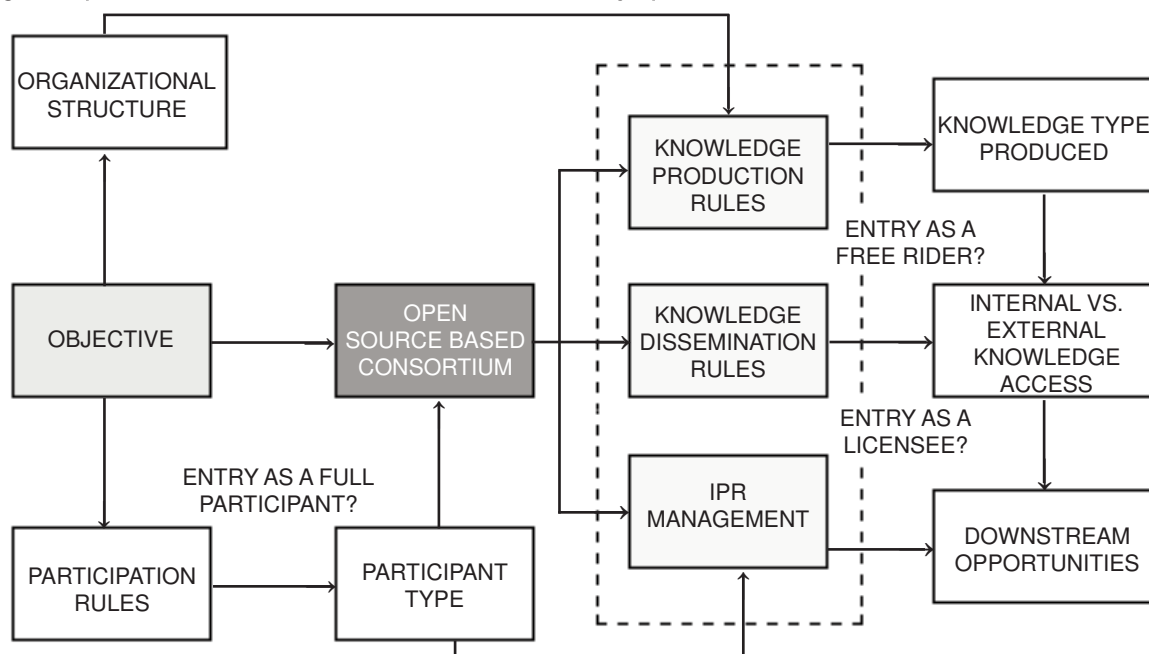 ORGANIZATIONAL
STRUCTURE
KNOWLEDGE
PRODUCTION
RULES
KNOWLEDGE TYPE
PRODUCED
ENTRY AS A
FREE RIDER?
OBJECTIVE
OPEN
SOURCE BASED
CONSORTIUM
KNOWLEDGE
DISSEMINATION
RULES
INTERNAL VS.
EXTERNAL
KNOWLEDGE
ACCESS
ENTRY AS A
LICENSEE?
ENTRY AS A FULL
PARTICIPANT?
IPR
MANAGEMENT
DOWNSTREAM
OPPORTUNITIES
PARTICIPATION
RULES
PARTICIPANT
TYPE